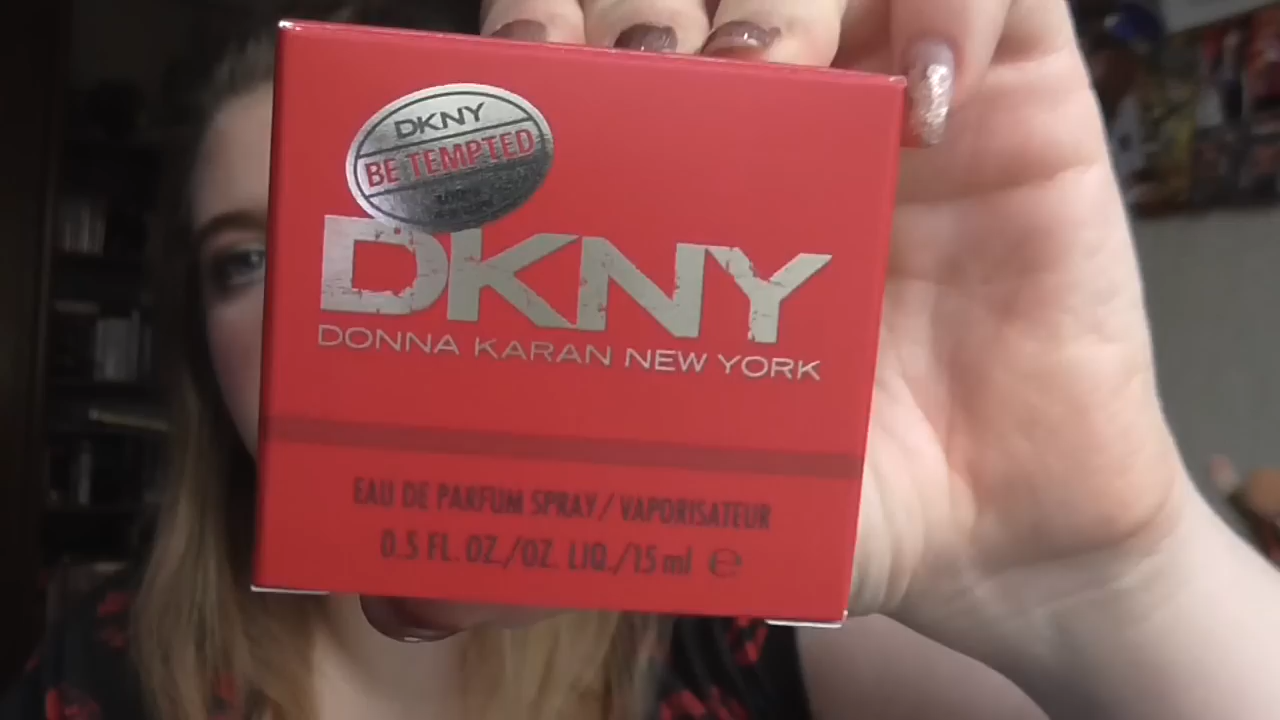 DKNY
BE TEMPTED
DKNY
DONNA KARAN NEW YORK
EAU DE PARFUM SPRAY/VAPORISATEUR
0.5 FL. OZ./OZ. LIQ./15 ml ℮